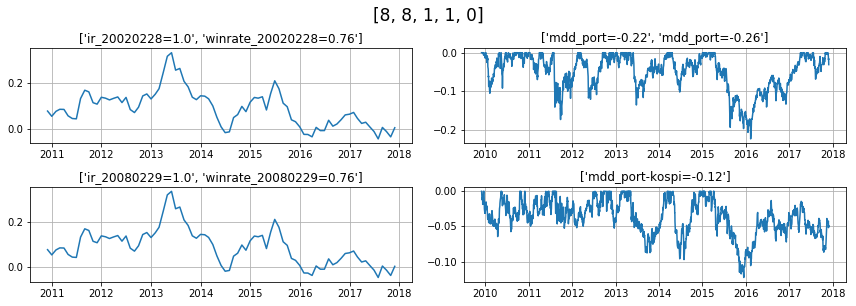 [8, 8, 1, 1, 0]
['ir_20020228=1.0', 'winrate_20020228=0.76']
0.2
0.0
2011 2012 2013 2014 2015 2016 2017 2018
['mdd_port=-0.22', 'mdd_port=-0.26']
0.0
−0.1
−0.2
2010 2011 2012 2013 2014 2015 2016 2017 2018
['ir_20080229=1.0', 'winrate_20080229=0.76']
0.2
0.0
2011 2012 2013 2014 2015 2016 2017 2018
['mdd_port-kospi=-0.12']
0.00
−0.05
−0.10
2010 2011 2012 2013 2014 2015 2016 2017 2018